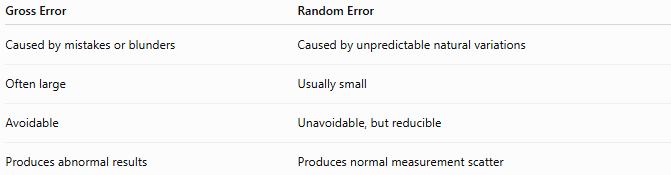 Gross Error Random Error
Caused by mistakes or blunders Caused by unpredictable natural variations
Often large Usually small
Avoidable Unavoidable, but reducible
Produces abnormal results Produces normal measurement scatter